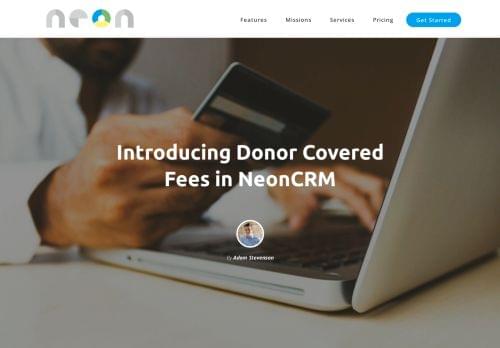 neon
Features Missions Services Pricing Get Started
Introducing Donor Covered
Fees in NeonCRM
By Adam Stevenson